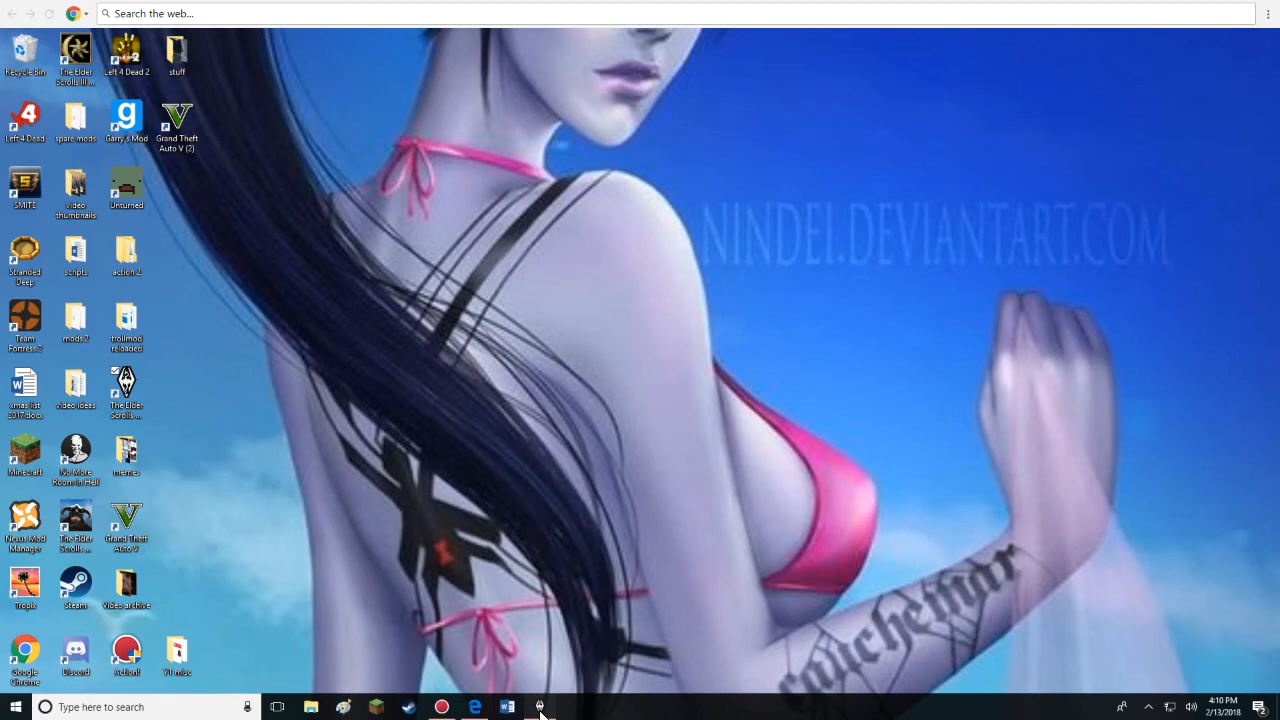 Search the web...
Recycle Bin
The Elder Scrolls III ...
Left 4 Dead 2
stuff
Left 4 Dead
spare mods
Garry's Mod
Grand Theft Auto V (2)
SMITE
video thumbnails
Unturned
Stranded Deep
scripts
action 2
Team Fortress 2
mods 2
trollmod reloaded
xmas list 2017.docx
video ideas
The Elder Scrolls ...
Minecraft
No More Room in Hell
memes
Nexus Mod Manager
The Elder Scrolls ...
Grand Theft Auto V
Tropix
Steam
Video archive
Google Chrome
Discord
Action!
YT misc
NINDEI.DEVIANTART.COM
cauchemar
Type here to search
4:10 PM
2/13/2018
2